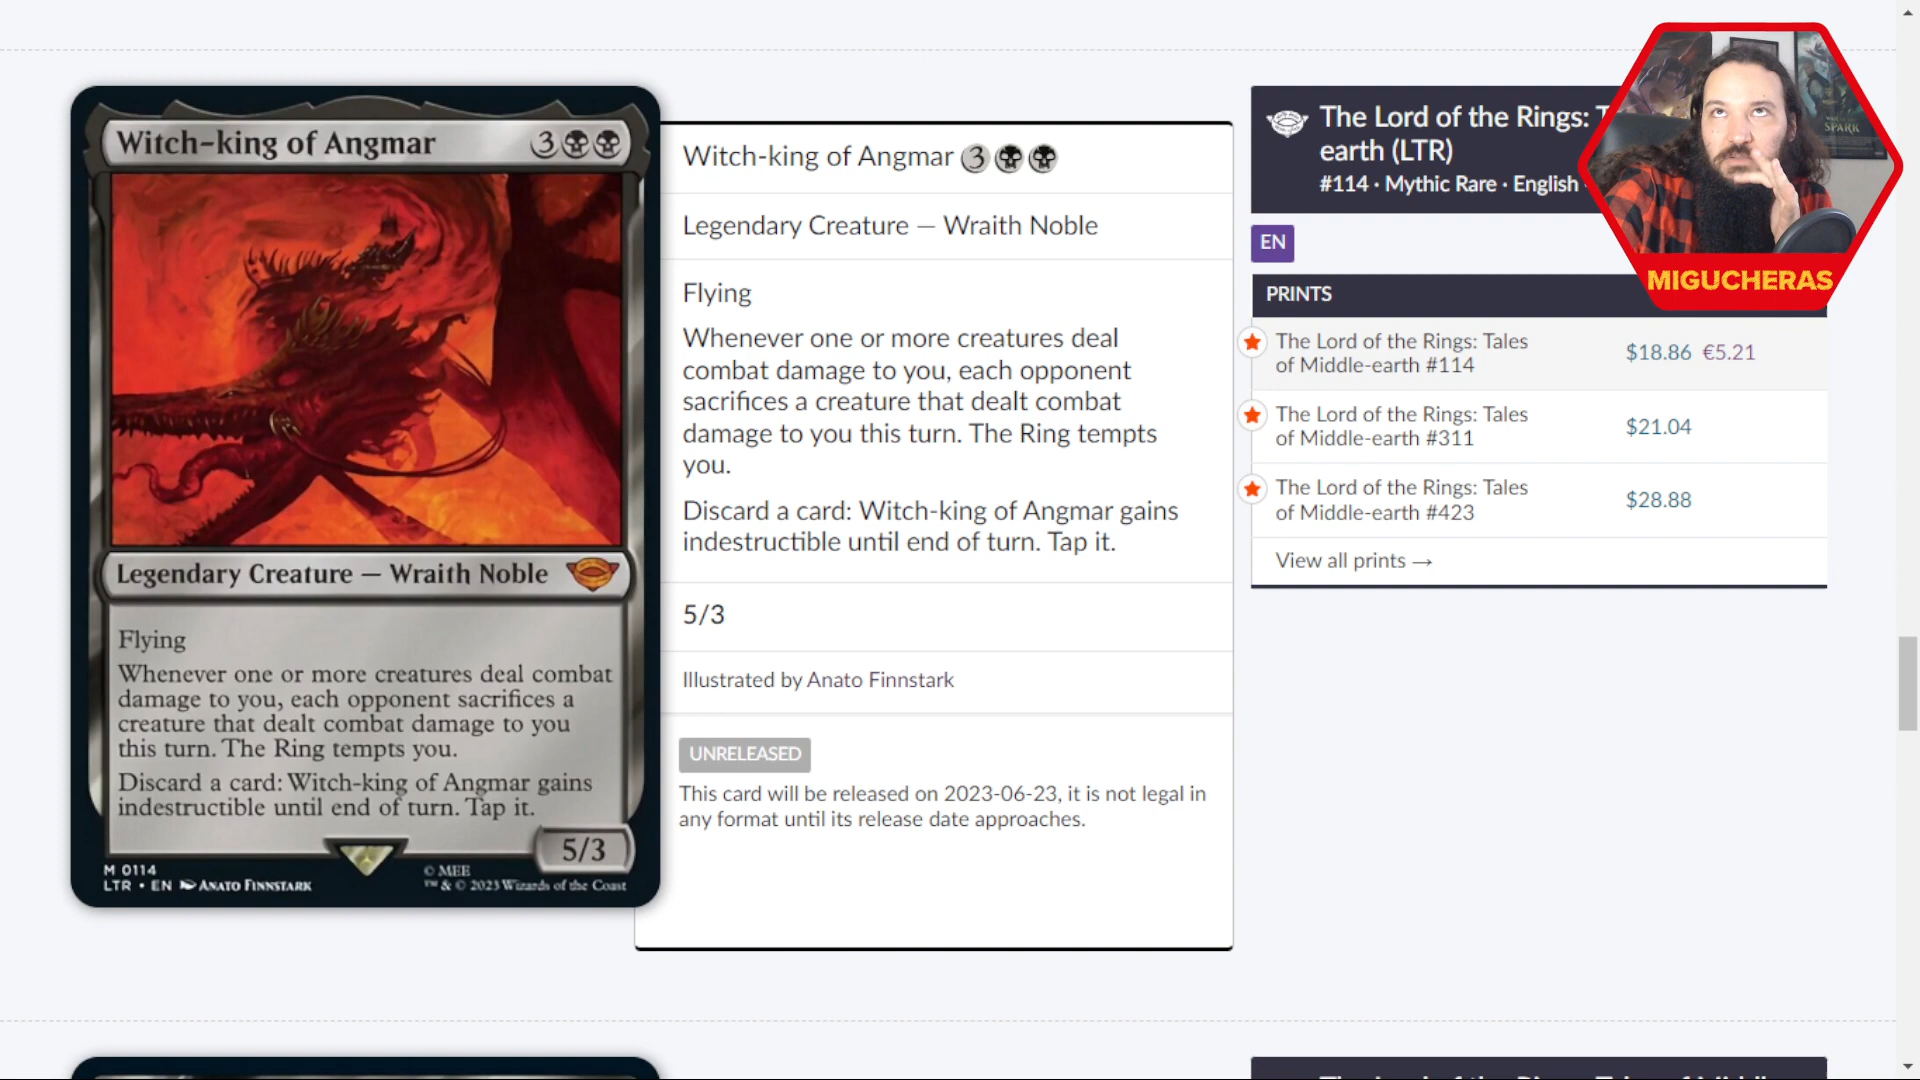 Witch-king of Angmar 3
Flying
Whenever one or more creatures deal combat
damage to you, each opponent sacrifices a
creature that dealt combat damage to you
this turn. The Ring tempts you.
Discard a card: Witch-king of Angmar gains
indestructible until end of turn. Tap it.
Legendary Creature — Wraith Noble
5/3
M 0114
LTR • EN ANATO FINNSTARK
© MEE
™ & © 2023 Wizards of the Coast
Witch-king of Angmar 3
Legendary Creature — Wraith Noble
Flying
Whenever one or more creatures deal
combat damage to you, each opponent
sacrifices a creature that dealt combat
damage to you this turn. The Ring tempts
you.
Discard a card: Witch-king of Angmar gains
indestructible until end of turn. Tap it.
5/3
Illustrated by Anato Finnstark
UNRELEASED
This card will be released on 2023-06-23, it is not legal in
any format until its release date approaches.
The Lord of the Rings:
earth (LTR)
#114 · Mythic Rare · English
EN
PRINTS
The Lord of the Rings: Tales
of Middle-earth #114
$18.86 €5.21
The Lord of the Rings: Tales
of Middle-earth #311
$21.04
The Lord of the Rings: Tales
of Middle-earth #423
$28.88
View all prints →
SPARK
MIGUCHERAS